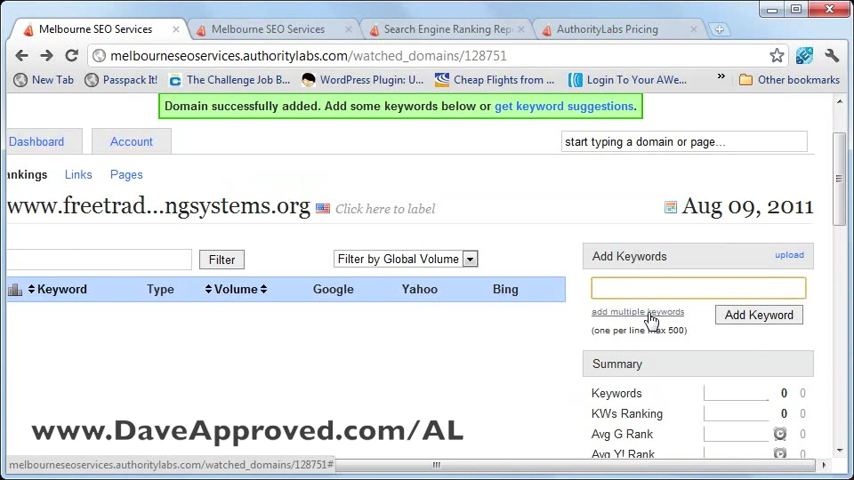 Melbourne SEO Services
Melbourne SEO Services
Search Engine Ranking Rep
AuthorityLabs Pricing
melbourneseoservices.authoritylabs.com/watched_domains/128751
New Tab
Passpack It!
The Challenge Job B...
WordPress Plugin: U...
Cheap Flights from ...
Login To Your AWe...
»
Other bookmarks
Domain successfully added. Add some keywords below or get keyword suggestions.
Dashboard
Account
start typing a domain or page...
nkings
Links
Pages
www.freetrad...ngsystems.org
Click here to label
Aug 09, 2011
Filter
Filter by Global Volume
Add Keywords
upload
Keyword
Type
Volume
Google
Yahoo
Bing
add multiple keywords
(one per line max 500)
Add Keyword
Summary
Keywords 0 0
KWs Ranking 0 0
Avg G Rank
Avg Y! Rank
www.DaveApproved.com/AL
melbourneseoservices.authoritylabs.com/watched_domains/128751#